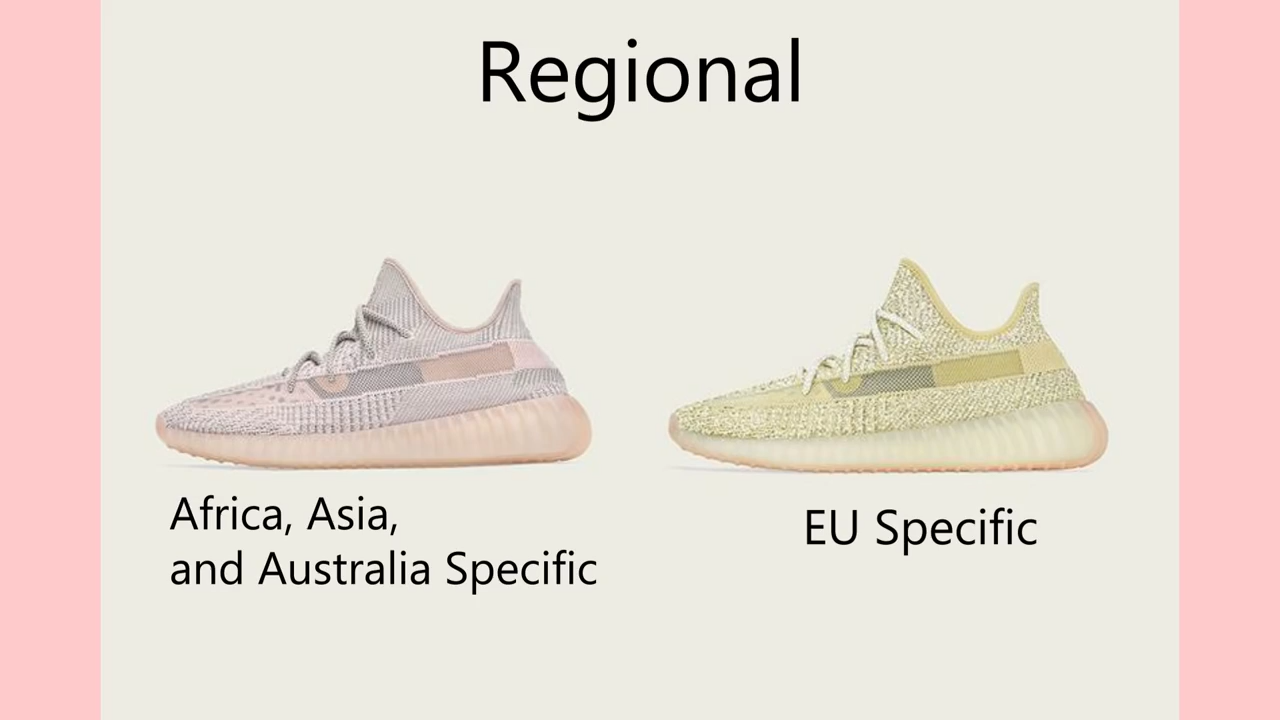 Regional
Africa, Asia,
and Australia Specific
EU Specific